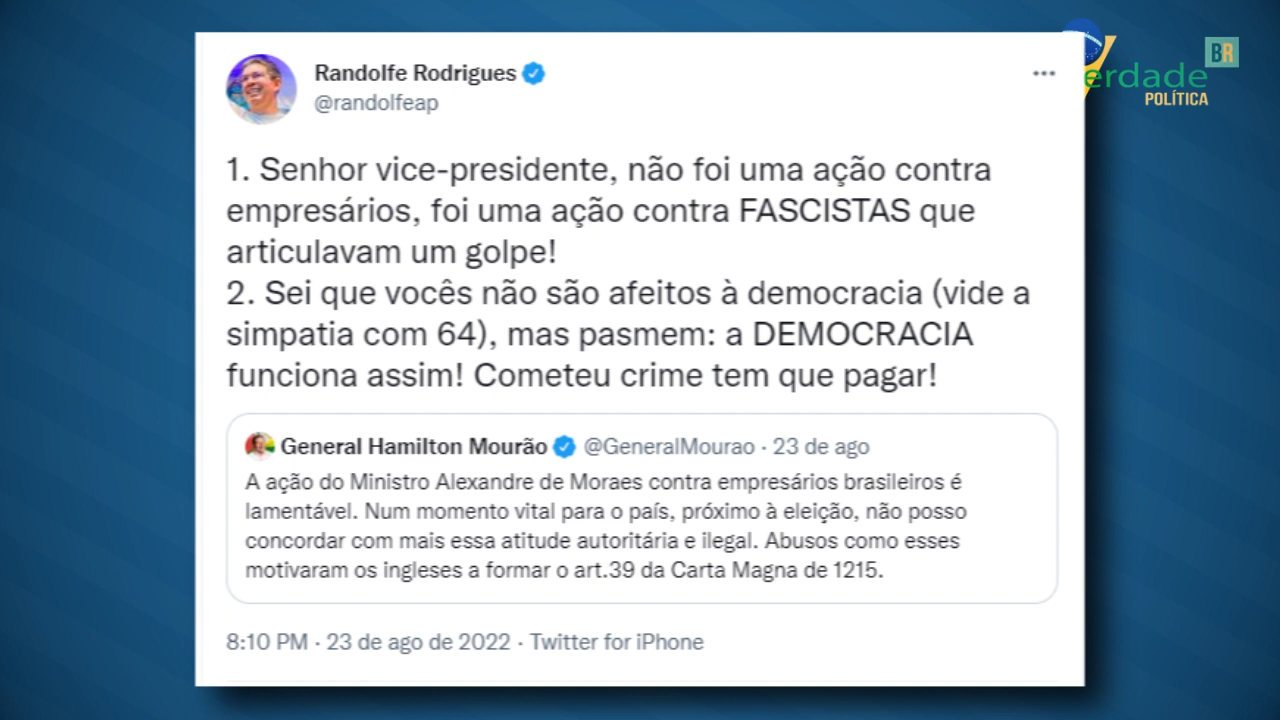 Randolfe Rodrigues
@randolfeap
erdade
BR
POLÍTICA
1. Senhor vice-presidente, não foi uma ação contra
empresários, foi uma ação contra FASCISTAS que
articulavam um golpe!
2. Sei que vocês não são afeitos à democracia (vide a
simpatia com 64), mas pasmem: a DEMOCRACIA
funciona assim! Cometeu crime tem que pagar!
General Hamilton Mourão @GeneralMourao · 23 de ago
A ação do Ministro Alexandre de Moraes contra empresários brasileiros é
lamentável. Num momento vital para o país, próximo à eleição, não posso
concordar com mais essa atitude autoritária e ilegal. Abusos como esses
motivaram os ingleses a formar o art.39 da Carta Magna de 1215.
8:10 PM · 23 de ago de 2022 · Twitter for iPhone